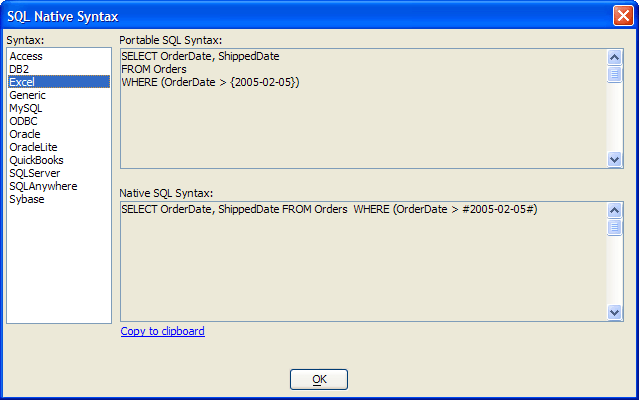 SQL Native Syntax
Syntax:
Access
DB2
Excel
Generic
MySQL
ODBC
Oracle
OracleLite
QuickBooks
SQLServer
SQLAnywhere
Sybase
Portable SQL Syntax:
SELECT OrderDate, ShippedDate
FROM Orders
WHERE (OrderDate > {2005-02-05})
Native SQL Syntax:
SELECT OrderDate, ShippedDate FROM Orders  WHERE (OrderDate > #2005-02-05#)
Copy to clipboard
OK